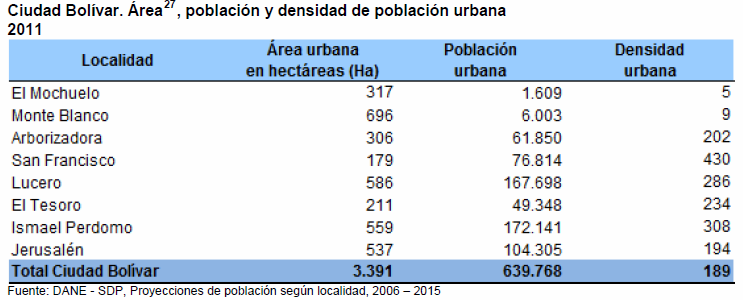 Ciudad Bolívar. Área27, población y densidad de población urbana
2011
Localidad Área urbana en hectáreas (Ha) Población urbana Densidad urbana
El Mochuelo 317 1.609 5
Monte Blanco 696 6.003 9
Arborizadora 306 61.850 202
San Francisco 179 76.814 430
Lucero 586 167.698 286
El Tesoro 211 49.348 234
Ismael Perdomo 559 172.141 308
Jerusalén 537 104.305 194
Total Ciudad Bolívar 3.391 639.768 189
Fuente: DANE - SDP, Proyecciones de población según localidad, 2006 – 2015